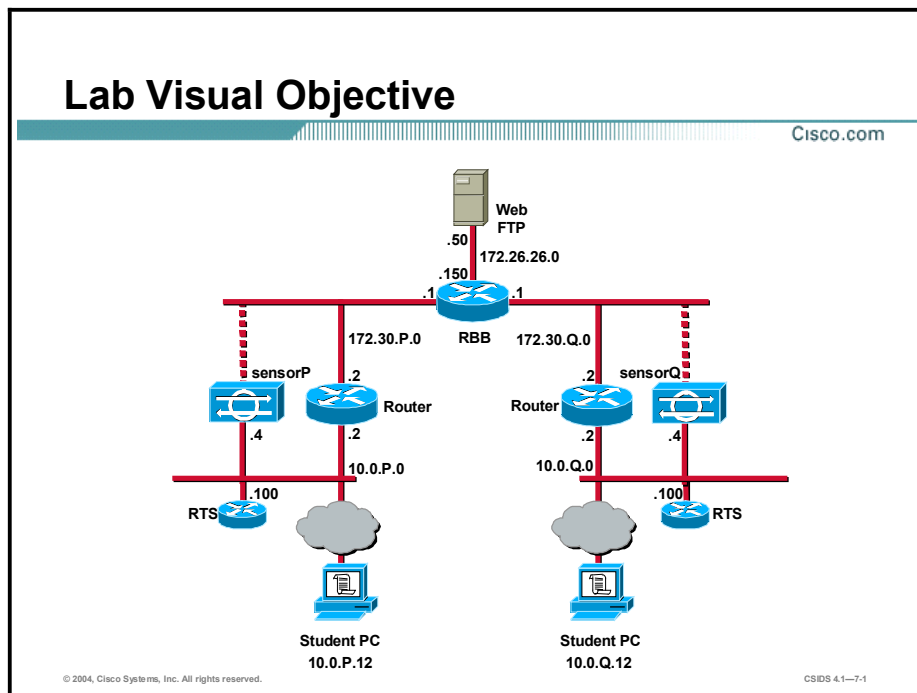 Lab Visual Objective
Cisco.com
Web
FTP
.50
172.26.26.0
.150
.1
.1
RBB
172.30.P.0
172.30.Q.0
sensorP
.2
.2
sensorQ
Router
Router
.4
.2
.2
.4
10.0.P.0
10.0.Q.0
.100
.100
RTS
RTS
Student PC
10.0.P.12
Student PC
10.0.Q.12
© 2004, Cisco Systems, Inc. All rights reserved.
CSIDS 4.1—7-1